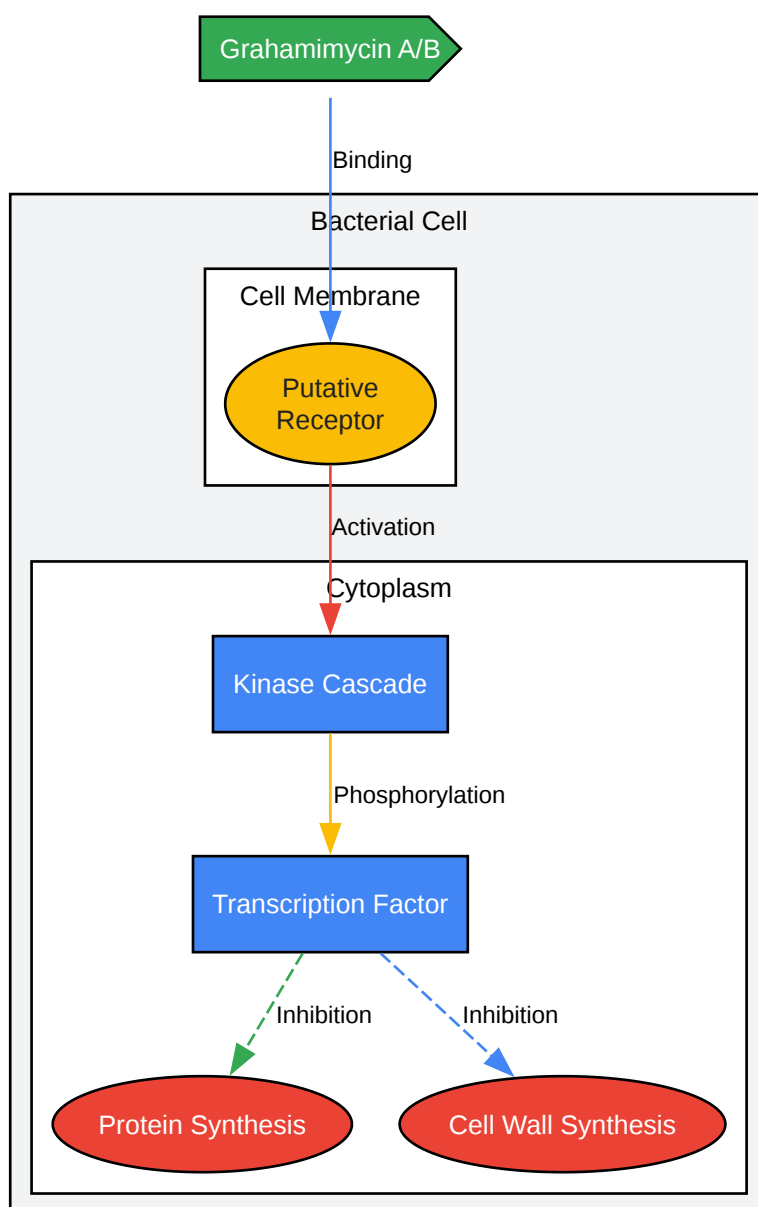 Grahamimycin A/B
Binding
Bacterial Cell
Cell Membrane
Putative
Receptor
Activation
Cytoplasm
Kinase Cascade
Phosphorylation
Transcription Factor
Inhibition
Inhibition
Protein Synthesis
Cell Wall Synthesis